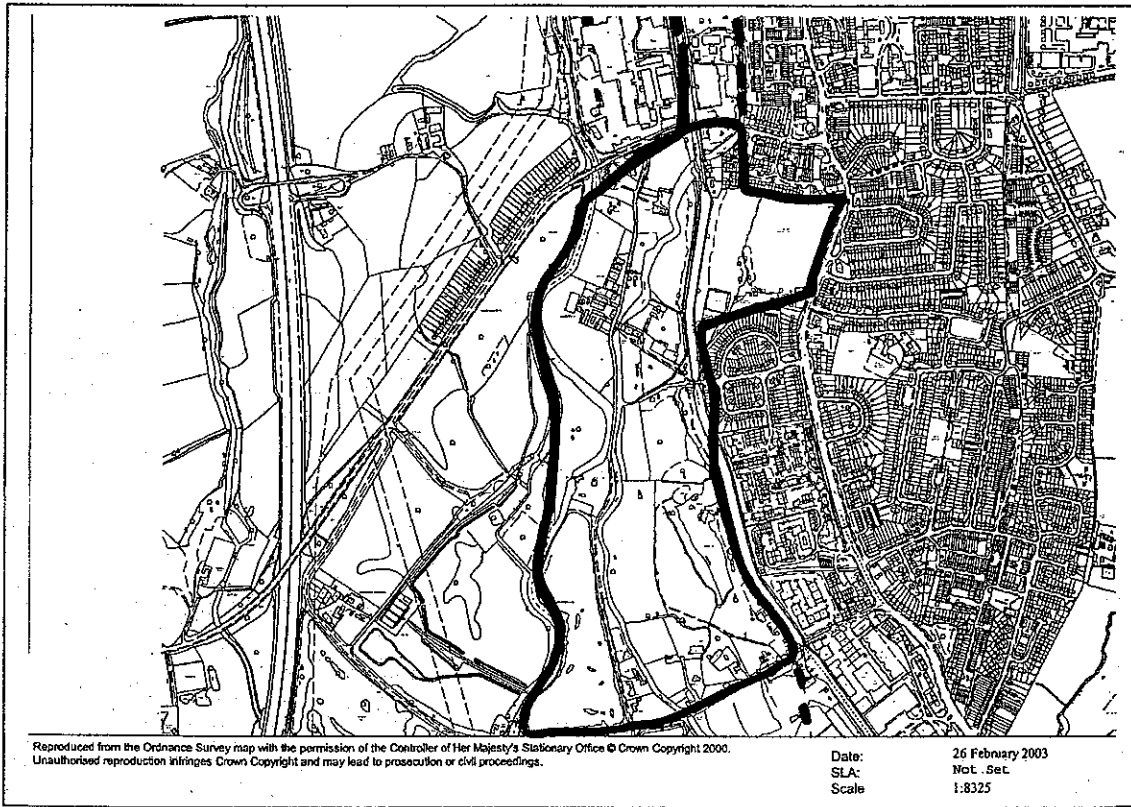 Reproduced from the Ordnance Survey map with the permission of the Controller of Her Majesty's Stationary Office © Crown Copyright 2000.
Unauthorised reproduction infringes Crown Copyright and may lead to prosecution or civil proceedings.
Date: 26 February 2003
SLA: Not Set
Scale 1:8325